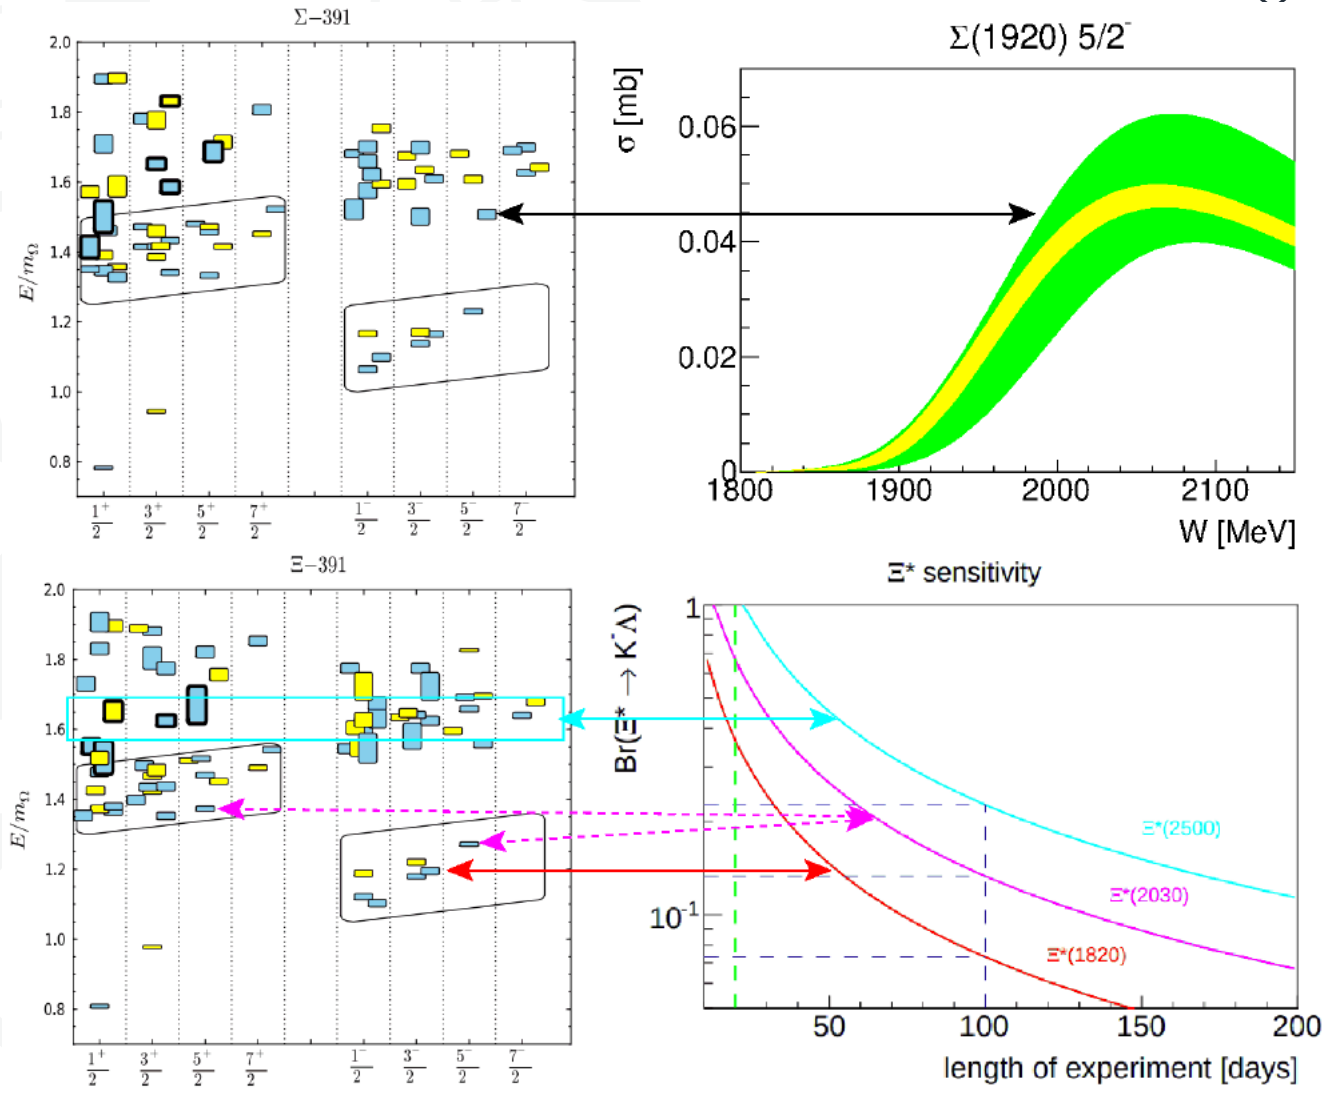 Σ−391
2.0
1.8
1.6
1.4
1.2
1.0
0.8
E/m_Ω
1/2⁺ 3/2⁺ 5/2⁺ 7/2⁺ 1/2⁻ 3/2⁻ 5/2⁻ 7/2⁻
Σ(1920) 5/2⁻
σ [mb]
0.06
0.04
0.02
0
1800 1900 2000 2100
W [MeV]
Ξ−391
2.0
1.8
1.6
1.4
1.2
1.0
0.8
E/m_Ω
1/2⁺ 3/2⁺ 5/2⁺ 7/2⁺ 1/2⁻ 3/2⁻ 5/2⁻ 7/2⁻
Ξ* sensitivity
Br(Ξ* → K⁻Λ)
1
10⁻¹
Ξ*(2500)
Ξ*(2030)
Ξ*(1820)
50 100 150 200
length of experiment [days]